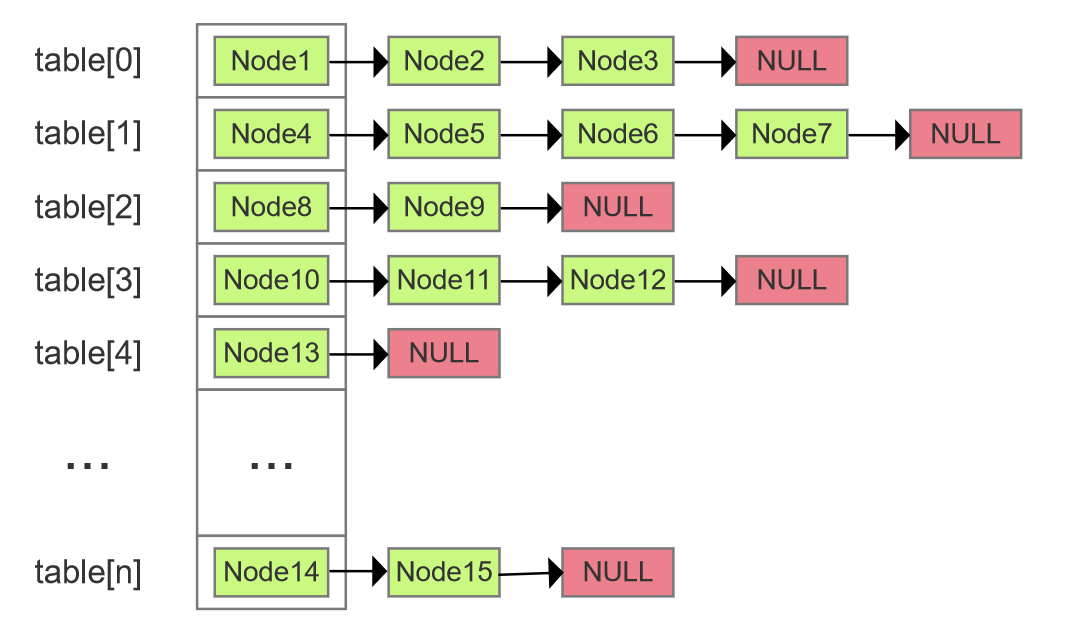 table[0] Node1 Node2 Node3 NULL
table[1] Node4 Node5 Node6 Node7 NULL
table[2] Node8 Node9 NULL
table[3] Node10 Node11 Node12 NULL
table[4] Node13 NULL
... ...
table[n] Node14 Node15 NULL